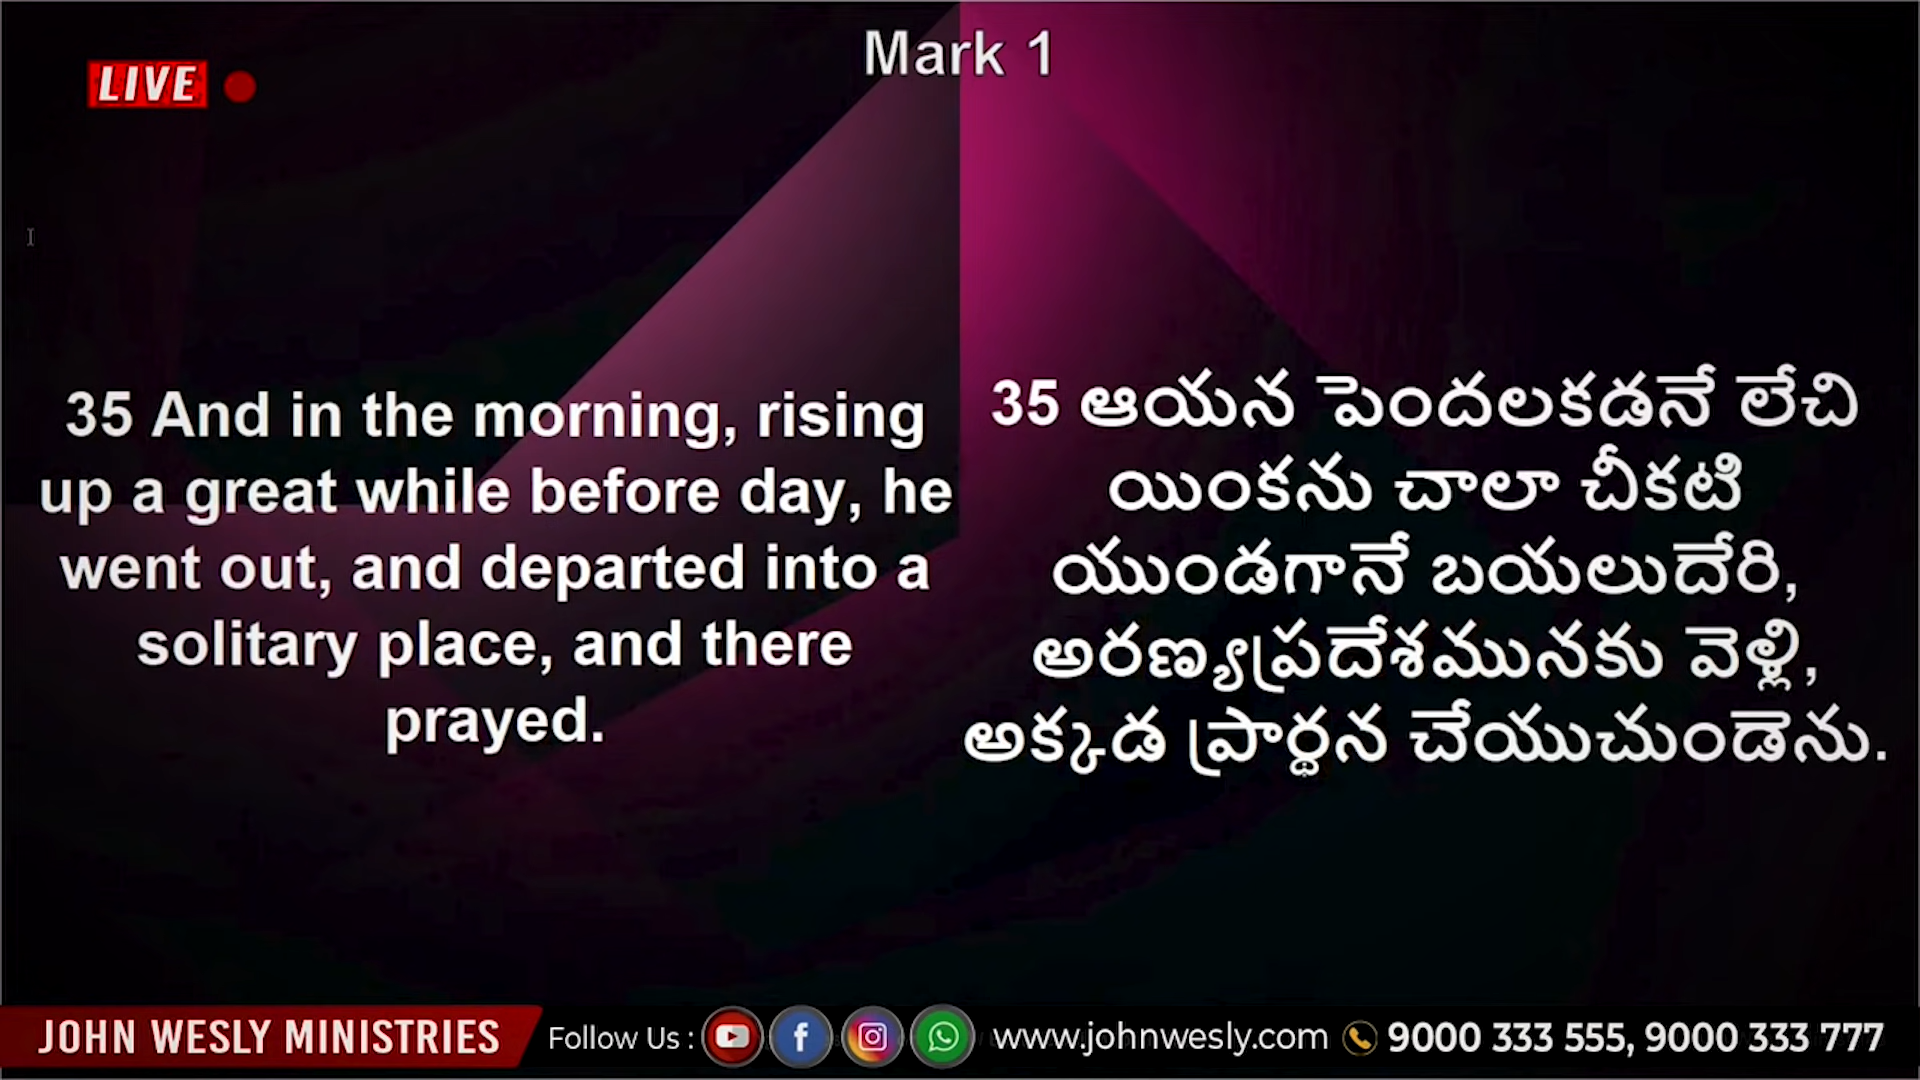 Mark 1
LIVE
35 And in the morning, rising
up a great while before day, he
went out, and departed into a
solitary place, and there
prayed.
35 ఆయన పెందలకడనే లేచి
యింకను చాలా చీకటి
యుండగానే బయలుదేరి,
అరణ్యప్రదేశమునకు వెళ్లి,
అక్కడ ప్రార్థన చేయుచుండెను.
JOHN WESLY MINISTRIES Follow Us : www.johnwesly.com 9000 333 555, 9000 333 777